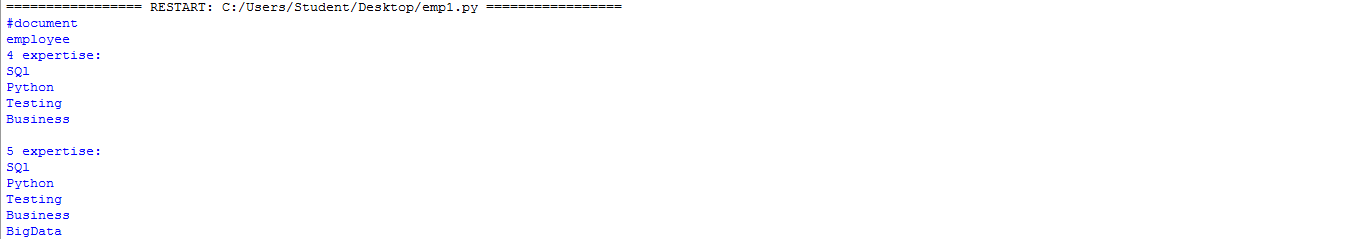 ================= RESTART: C:/Users/Student/Desktop/emp1.py =================
#document
employee
4 expertise:
SQl
Python
Testing
Business
5 expertise:
SQl
Python
Testing
Business
BigData